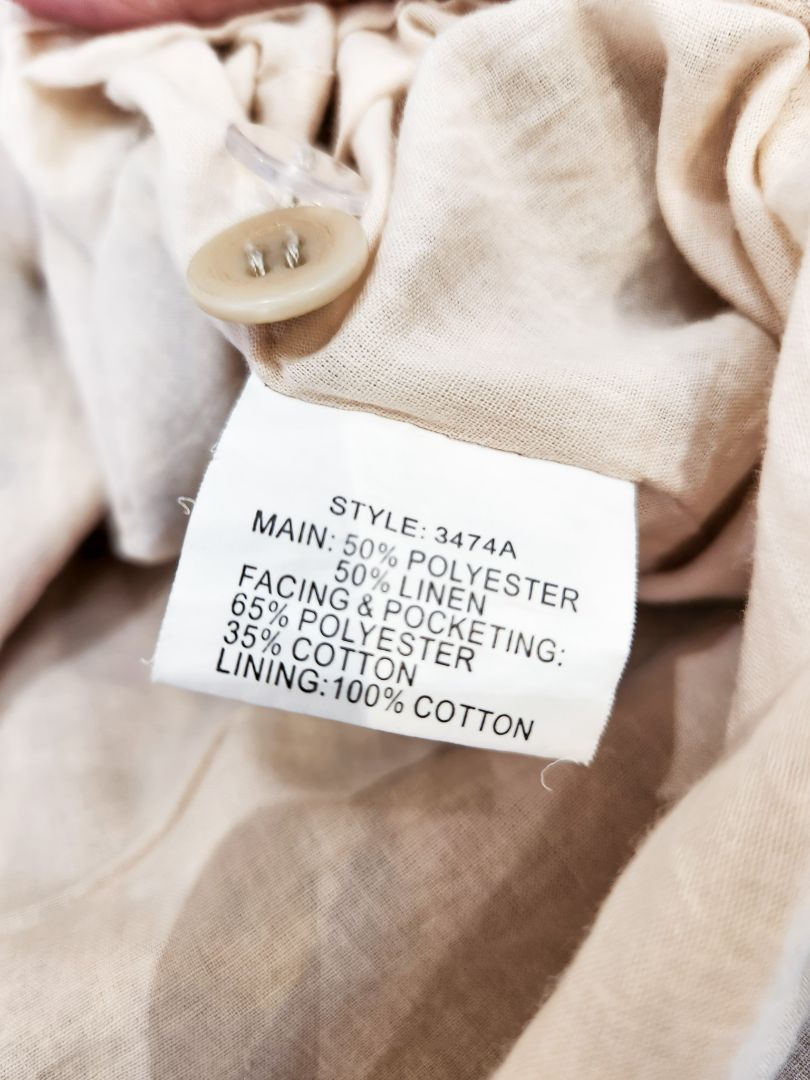 STYLE: 3474A
MAIN: 50% POLYESTER
50% LINEN
FACING & POCKETING:
65% POLYESTER
35% COTTON
LINING:100% COTTON